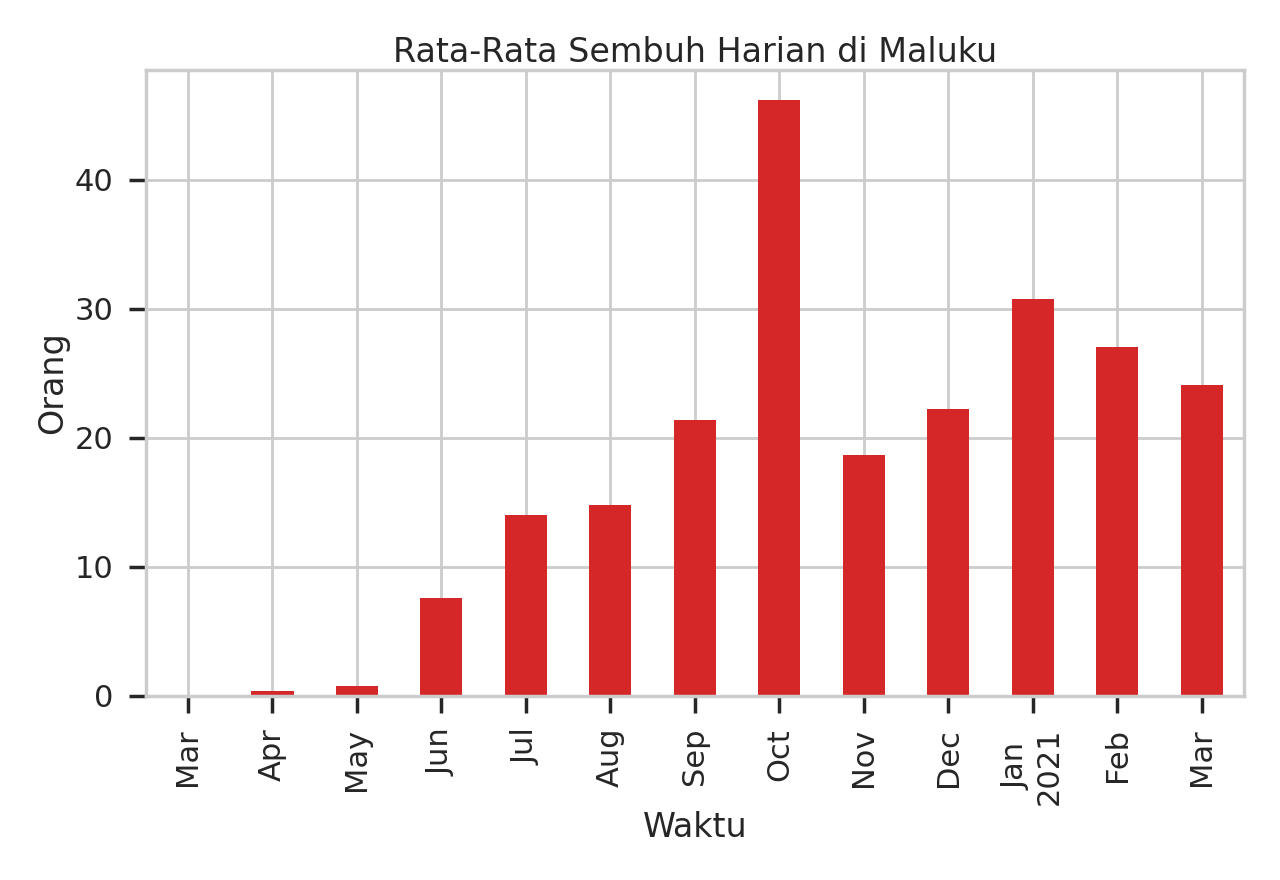 Rata-Rata Sembuh Harian di Maluku
Orang
40
30
20
10
0
Mar
Apr
May
Jun
Jul
Aug
Sep
Oct
Nov
Dec
Jan
2021
Feb
Mar
Waktu